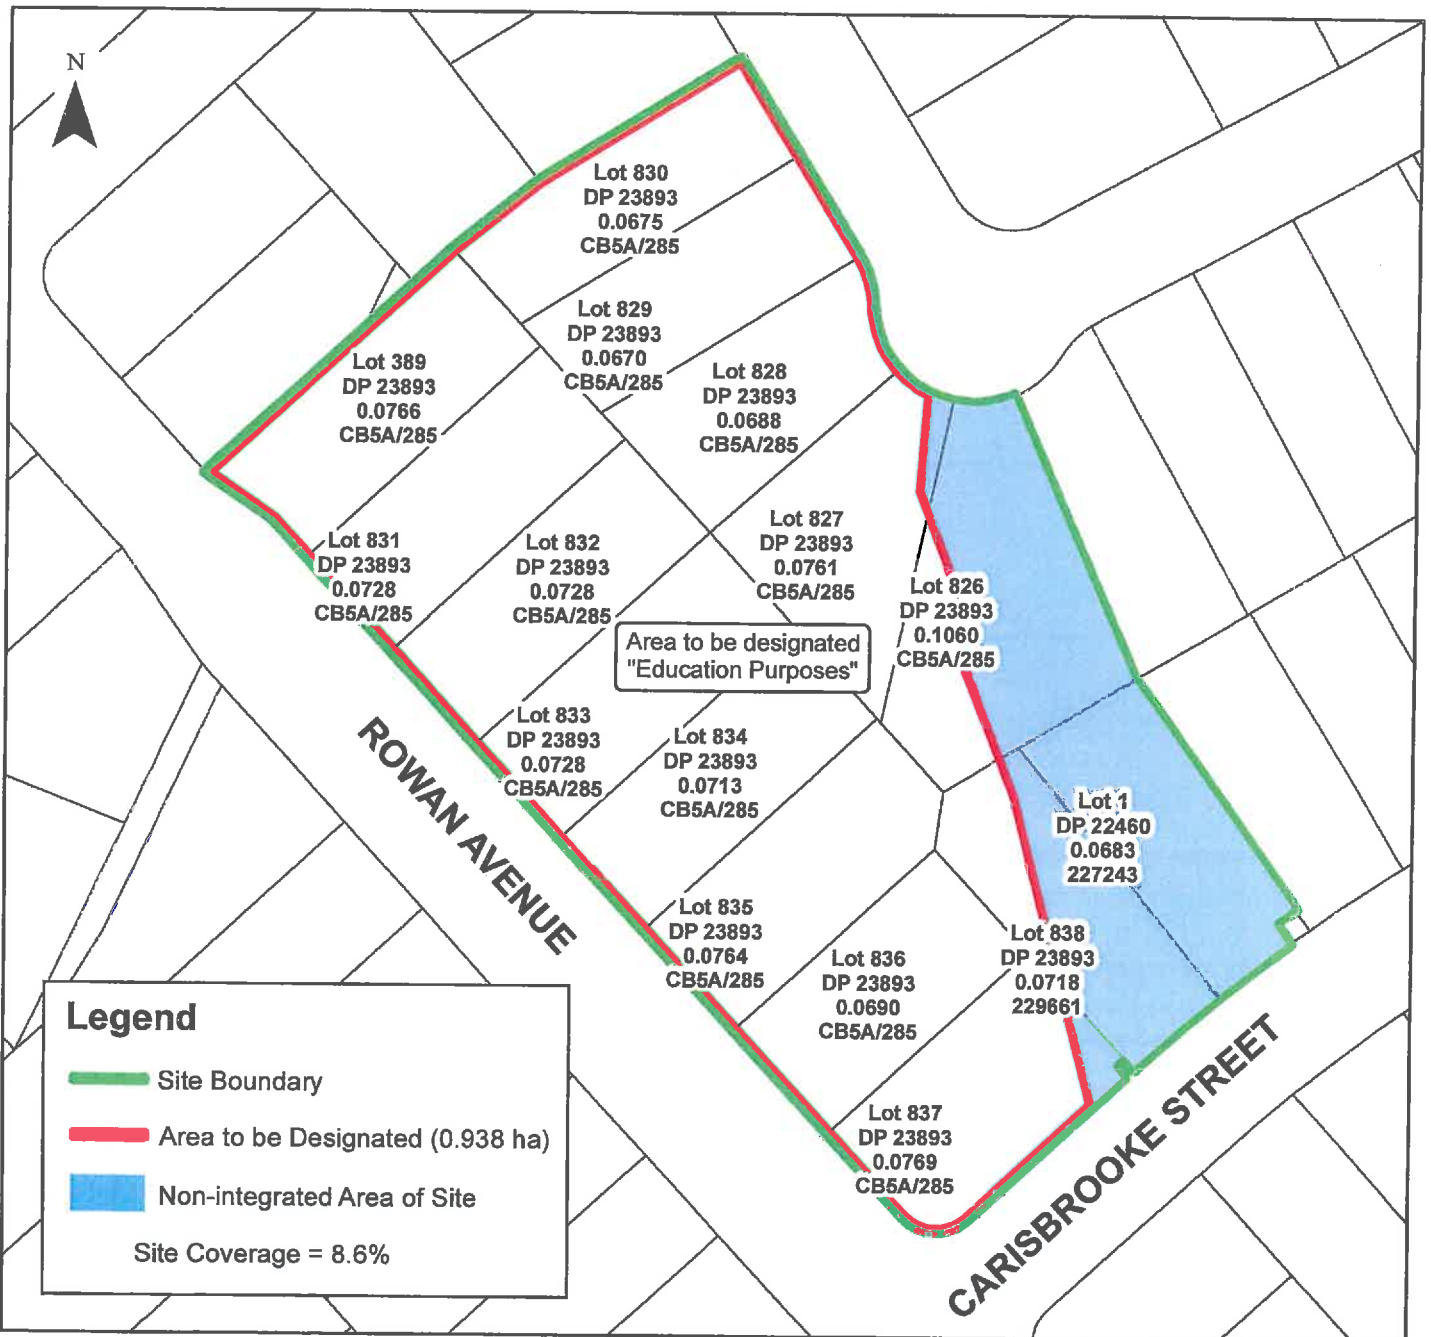 N
Lot 830
DP 23893
0.0675
CB5A/285
Lot 829
DP 23893
0.0670
CB5A/285
Lot 389
DP 23893
0.0766
CB5A/285
Lot 828
DP 23893
0.0688
CB5A/285
Lot 831
DP 23893
0.0728
CB5A/285
Lot 832
DP 23893
0.0728
CB5A/285
Lot 827
DP 23893
0.0761
CB5A/285
Lot 826
DP 23893
0.1060
CB5A/285
Area to be designated
"Education Purposes"
Lot 833
DP 23893
0.0728
CB5A/285
Lot 834
DP 23893
0.0713
CB5A/285
ROWAN AVENUE
Lot 1
DP 22460
0.0683
227243
Lot 835
DP 23893
0.0764
CB5A/285
Lot 836
DP 23893
0.0690
CB5A/285
Lot 838
DP 23893
0.0718
229661
Lot 837
DP 23893
0.0769
CB5A/285
CARISBROOKE STREET
Legend
Site Boundary
Area to be Designated (0.938 ha)
Non-integrated Area of Site
Site Coverage = 8.6%